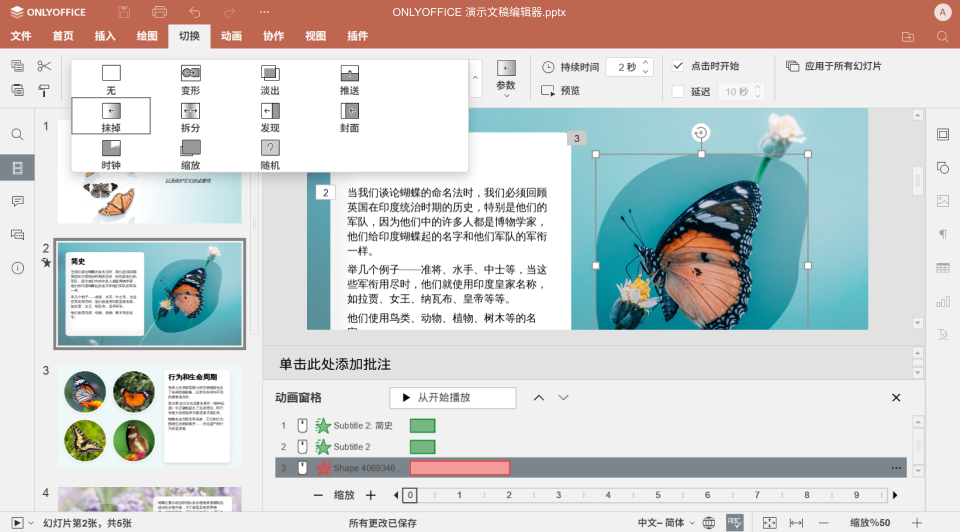 ONLYOFFICE
ONLYOFFICE 演示文稿编辑器.pptx
A
文件 首页 插入 绘图 切换 动画 协作 视图 插件
无 变形 淡出 推送
抹掉 拆分 发现 封面
时钟 缩放 随机
参数
持续时间 2 秒
预览
点击时开始
延迟 10 秒
应用于所有幻灯片
1
以及保护它们的必要性
2
简史
3
行为和生命周期
4
3
2
当我们谈论蝴蝶的命名法时，我们必须回顾
英国在印度统治时期的历史，特别是他们的
军队，因为他们中的许多人都是博物学家，
他们给印度蝴蝶起的名字和他们军队的军衔
一样。
举几个例子——准将、水手、中士等，当这
些军衔用尽时，他们就使用印度皇家名称，
如拉贾、女王、纳瓦布、皇帝等等。
他们使用鸟类、动物、植物、树木等的名
单击此处添加批注
动画窗格 从开始播放
1 Subtitle 2: 简史
2 Subtitle 2
3 Shape 4069346...
缩放 0 1 2 3 4 5 6 7 8 9
幻灯片第2张，共5张 所有更改已保存 中文– 简体 ABC 缩放%50